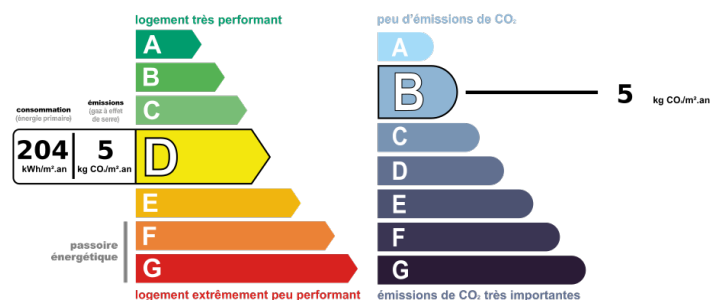 logement très performant
A
B
consommation
(énergie primaire)
émissions
(gaz à effet
de serre)
C
204
kWh/m².an
5
kg CO₂/m².an
D
E
F
G
passoire
énergétique
logement extrêmement peu performant
peu d'émissions de CO₂
A
B
5
kg CO₂/m².an
C
D
E
F
G
émissions de CO₂ très importantes